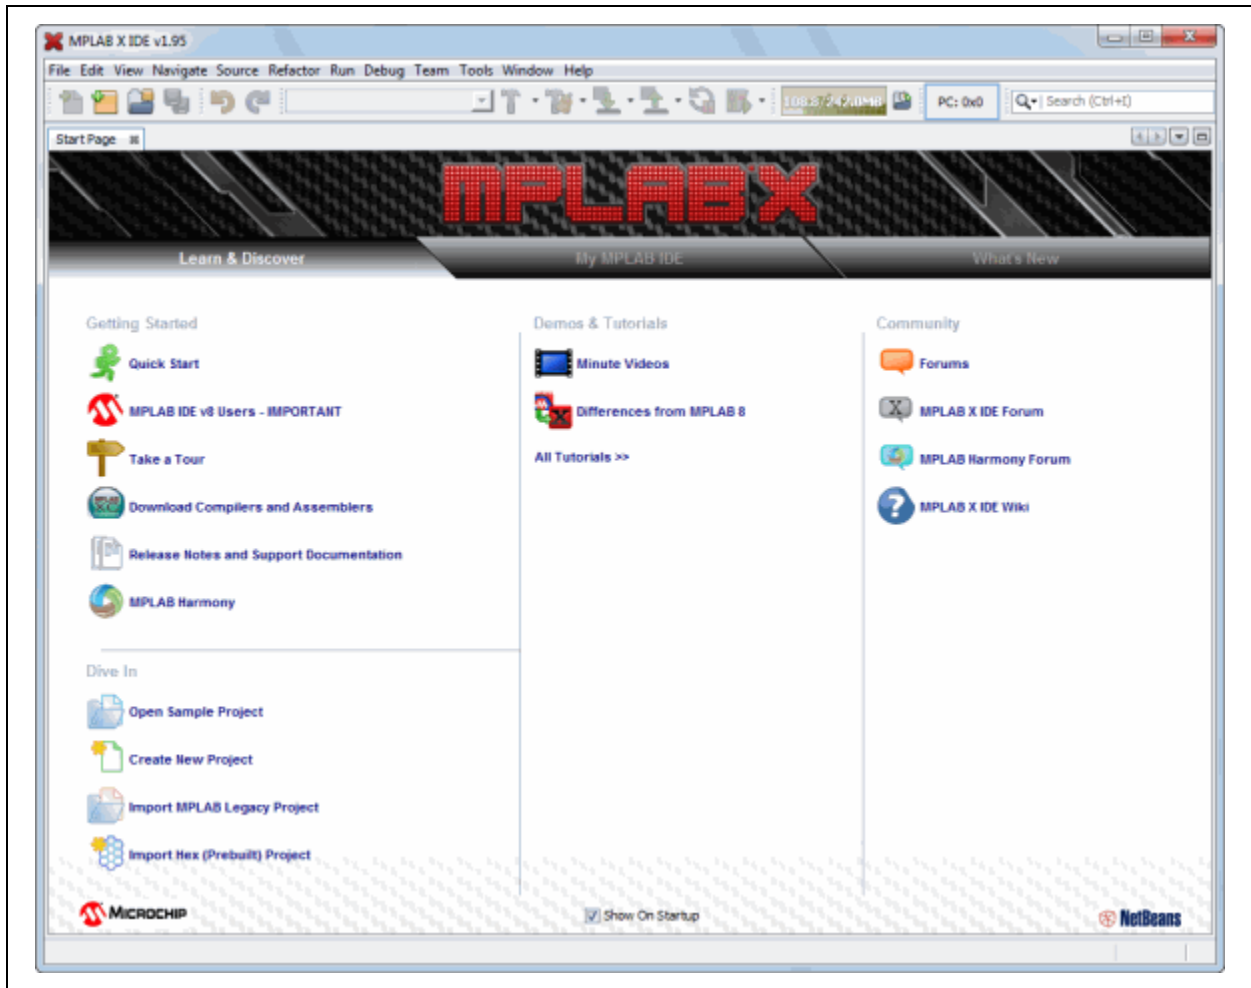 MPLAB X IDE v1.95
File Edit View Navigate Source Refactor Run Debug Team Tools Window Help
PC: 0x0 Search (Ctrl+I)
Start Page
MPLAB X
Learn & Discover My MPLAB IDE What's New
Getting Started Demos & Tutorials Community
Quick Start Minute Videos Forums
MPLAB IDE v8 Users - IMPORTANT Differences from MPLAB 8 MPLAB X IDE Forum
Take a Tour All Tutorials >> MPLAB Harmony Forum
Download Compilers and Assemblers MPLAB X IDE Wiki
Release Notes and Support Documentation
MPLAB Harmony
Dive In
Open Sample Project
Create New Project
Import MPLAB Legacy Project
Import Hex (Prebuilt) Project
MICROCHIP Show On Startup NetBeans